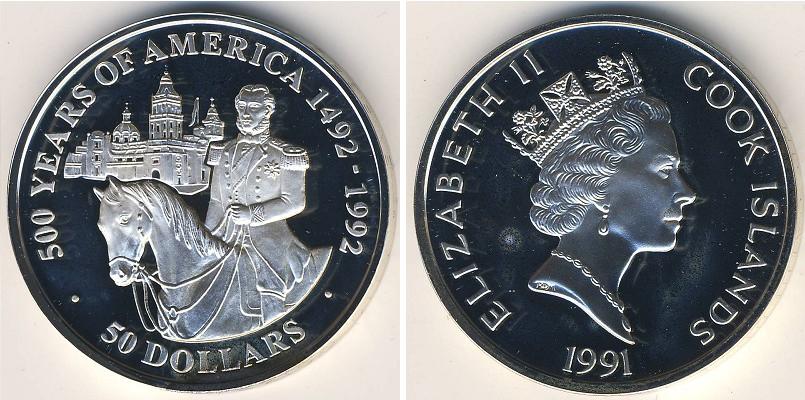 500 YEARS OF AMERICA 1492 - 1992
50 DOLLARS
ELIZABETH II
COOK ISLANDS
1991